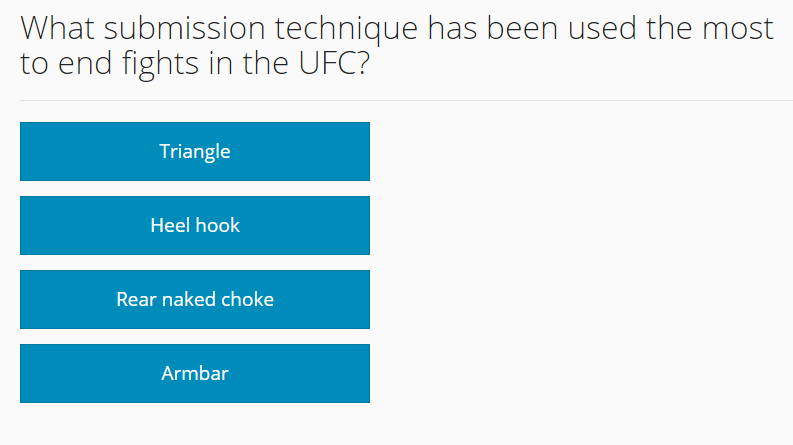 What submission technique has been used the most
to end fights in the UFC?
Triangle
Heel hook
Rear naked choke
Armbar